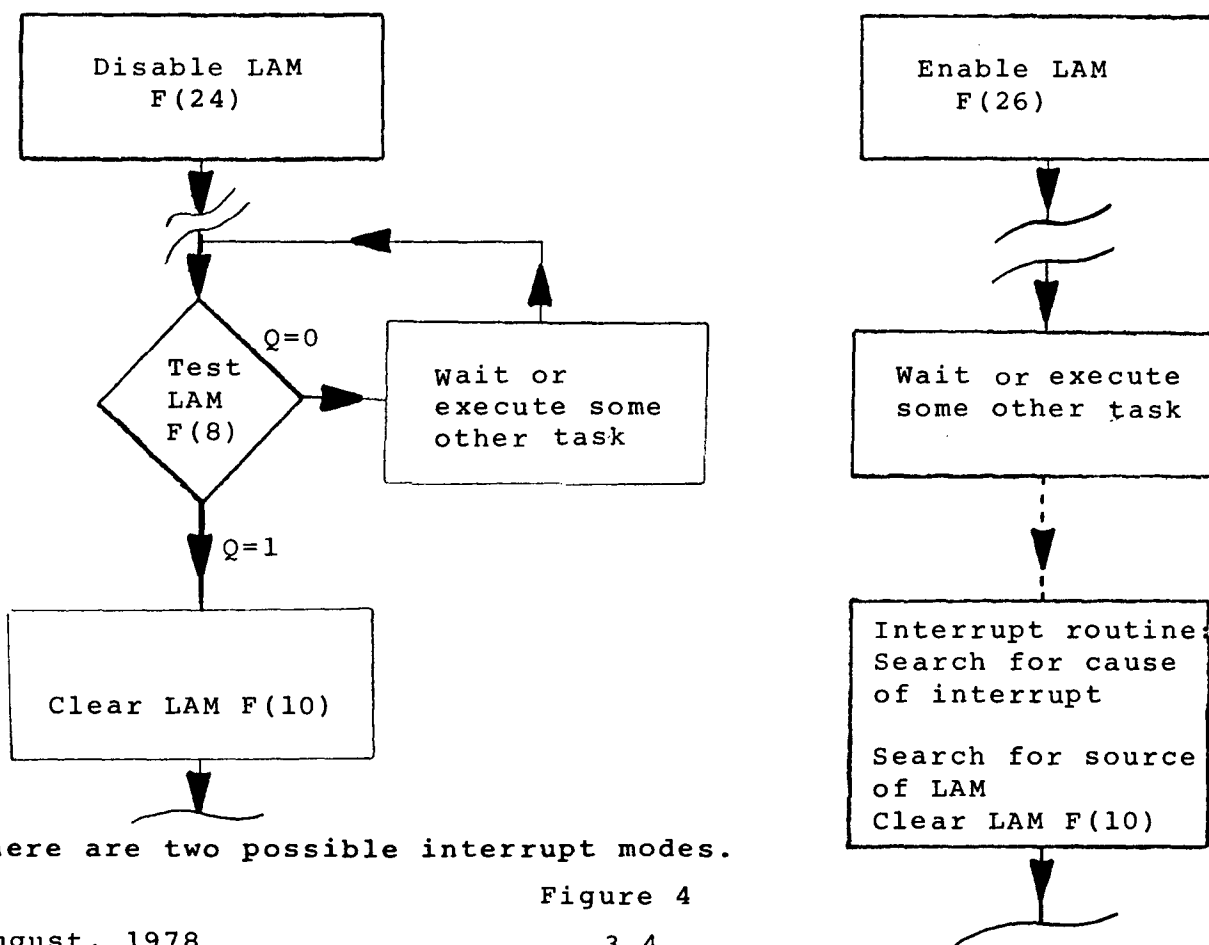 Disable LAM
F(24)
Test
LAM
F(8)
Q=0
Wait or
execute some
other task
Q=1
Clear LAM F(10)
Enable LAM
F(26)
Wait or execute
some other task
Interrupt routine:
Search for cause
of interrupt
Search for source
of LAM
Clear LAM F(10)
here are two possible interrupt modes.
Figure 4
ugust, 1978
3.4